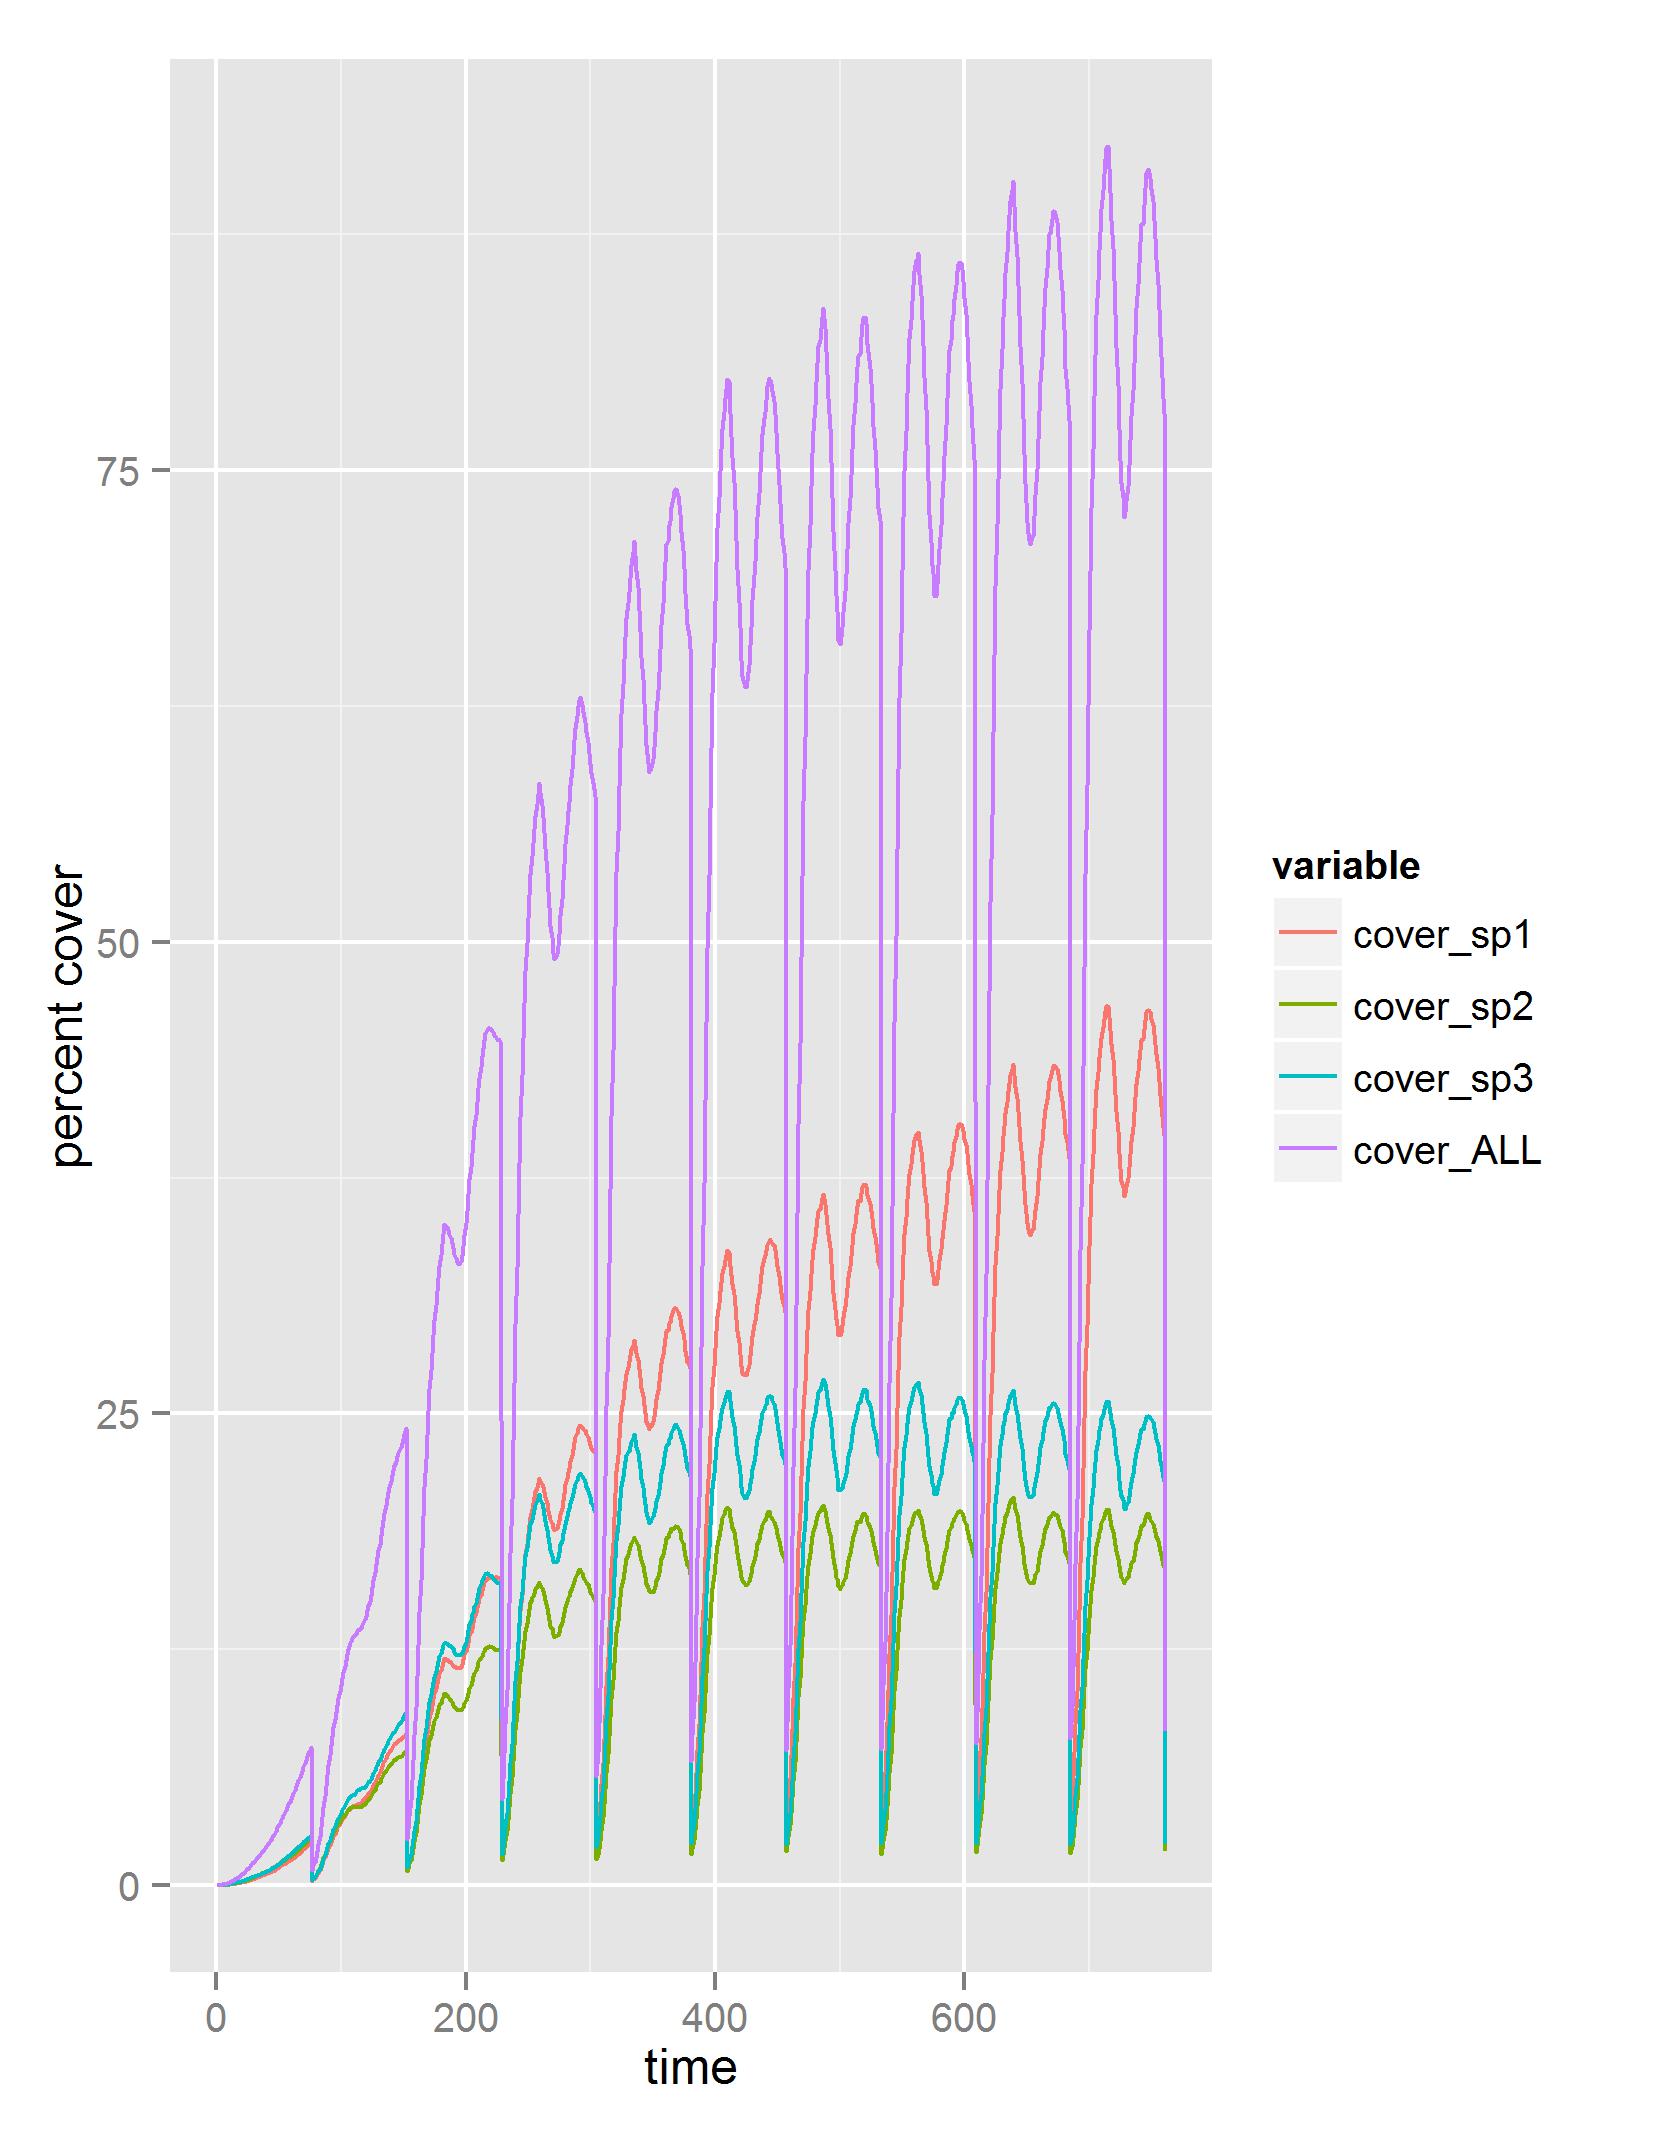 percent cover
75
50
25
0
0 200 400 600
time
variable
cover_sp1
cover_sp2
cover_sp3
cover_ALL